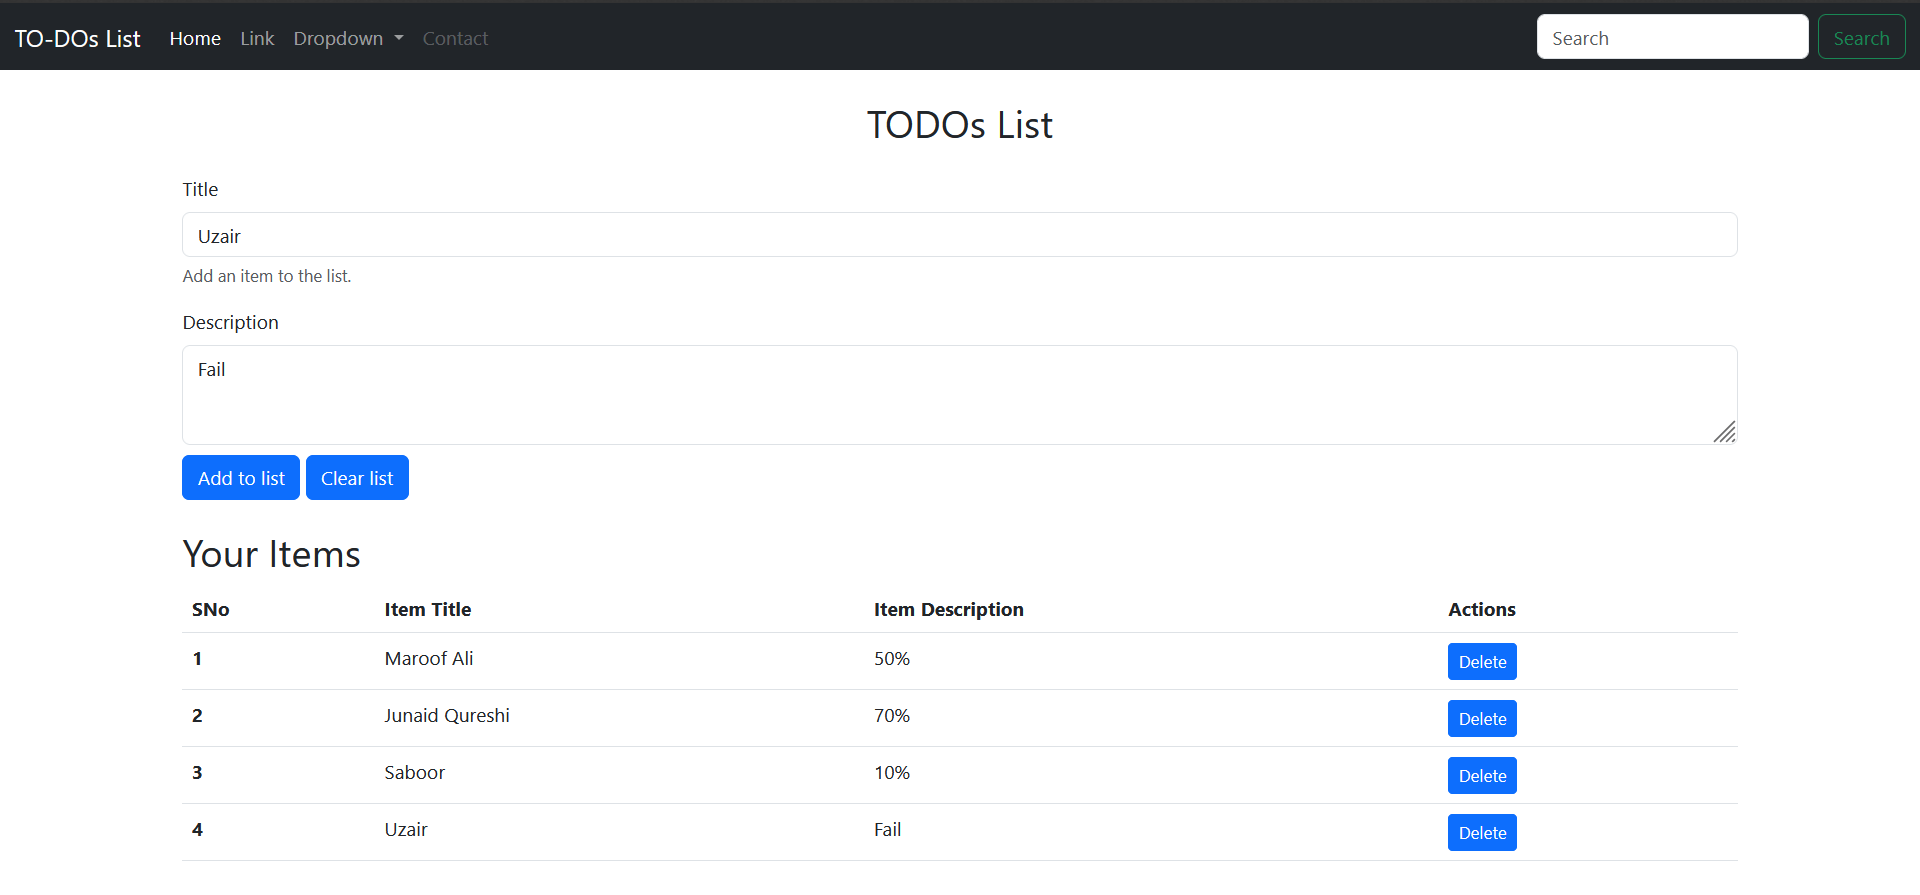 TO-DOs List Home Link Dropdown Contact Search Search
TODOs List
Title
Uzair
Add an item to the list.
Description
Fail
Add to list Clear list
Your Items
SNo Item Title Item Description Actions
1 Maroof Ali 50% Delete
2 Junaid Qureshi 70% Delete
3 Saboor 10% Delete
4 Uzair Fail Delete